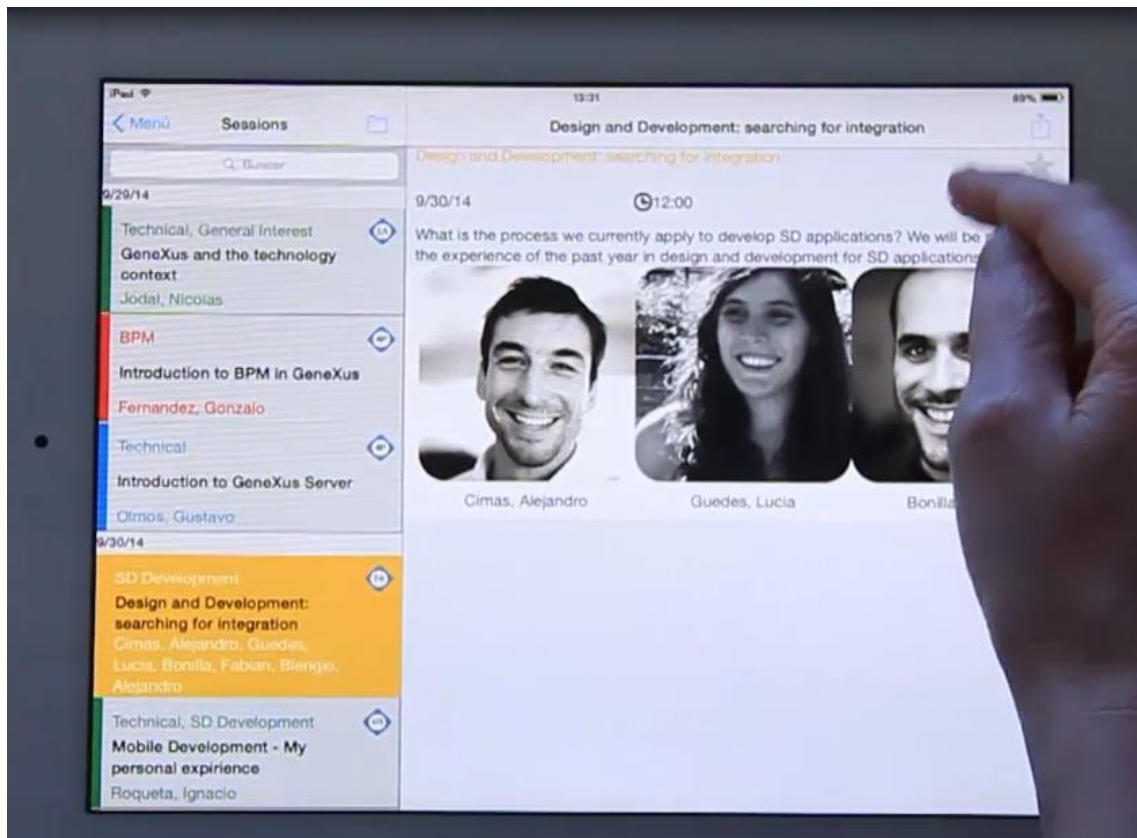 iPad
13:31
89%
Menú
Sessions
Design and Development: searching for integration
Buscar
9/29/14
Technical, General Interest
GeneXus and the technology
context
Jodal, Nicolas
BPM
Introduction to BPM in GeneXus
Fernandez, Gonzalo
Technical
Introduction to GeneXus Server
Olmos, Gustavo
9/30/14
SD Development
Design and Development:
searching for integration
Cimas, Alejandro, Guedes,
Lucia, Bonilla, Fabian, Blengio,
Alejandro
Technical, SD Development
Mobile Development - My
personal expirience
Roqueta, Ignacio
Design and Development: searching for integration
9/30/14
12:00
What is the process we currently apply to develop SD applications? We will be
the experience of the past year in design and development for SD applications
Cimas, Alejandro
Guedes, Lucia
Bonilla